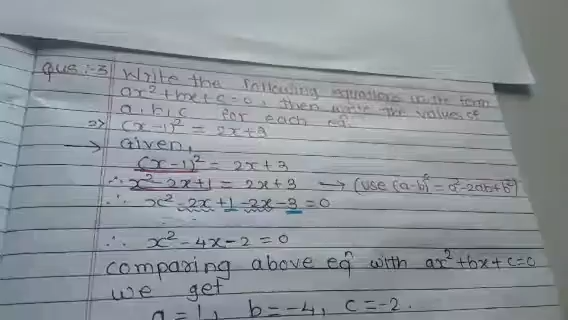 Que:-3 Write the following equations in the form
ax²+bx+c=0, then write the values of
a, b, c for each eqⁿ.
2) (x-1)² = 2x+3
→ Given,
(x-1)² = 2x+3
∴ x²-2x+1 = 2x+3 → (use (a-b)² = a²-2ab+b²)
∴ x²-2x+1-2x-3=0
∴ x²-4x-2=0
comparing above eqⁿ with ax²+bx+c=0
we get
a=1, b=-4, c=-2.